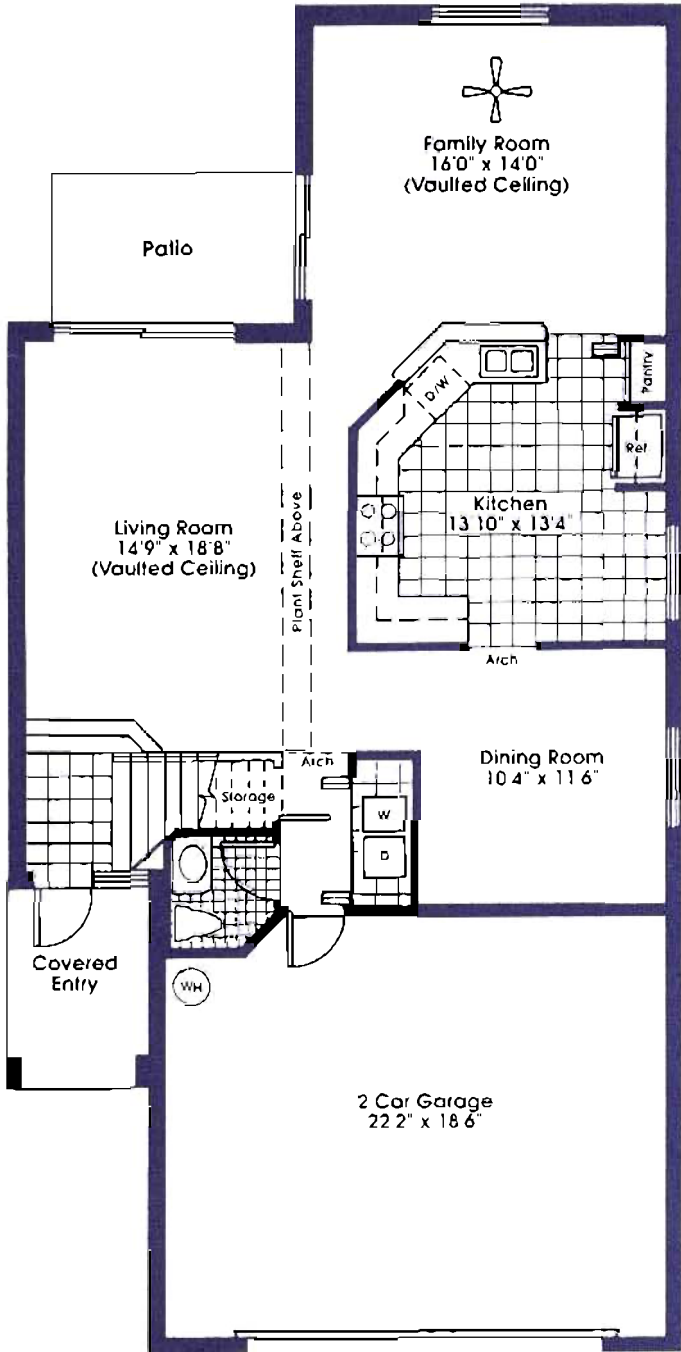 Family Room
16'0" x 14'0"
(Vaulted Ceiling)
Patio
D/W
Pantry
Ref
Kitchen
13'10" x 13'4"
Living Room
14'9" x 18'8"
(Vaulted Ceiling)
Plant Shelf Above
Arch
Dining Room
10'4" x 11'6"
Arch
Storage
W
D
Covered
Entry
WH
2 Car Garage
22'2" x 18'6"